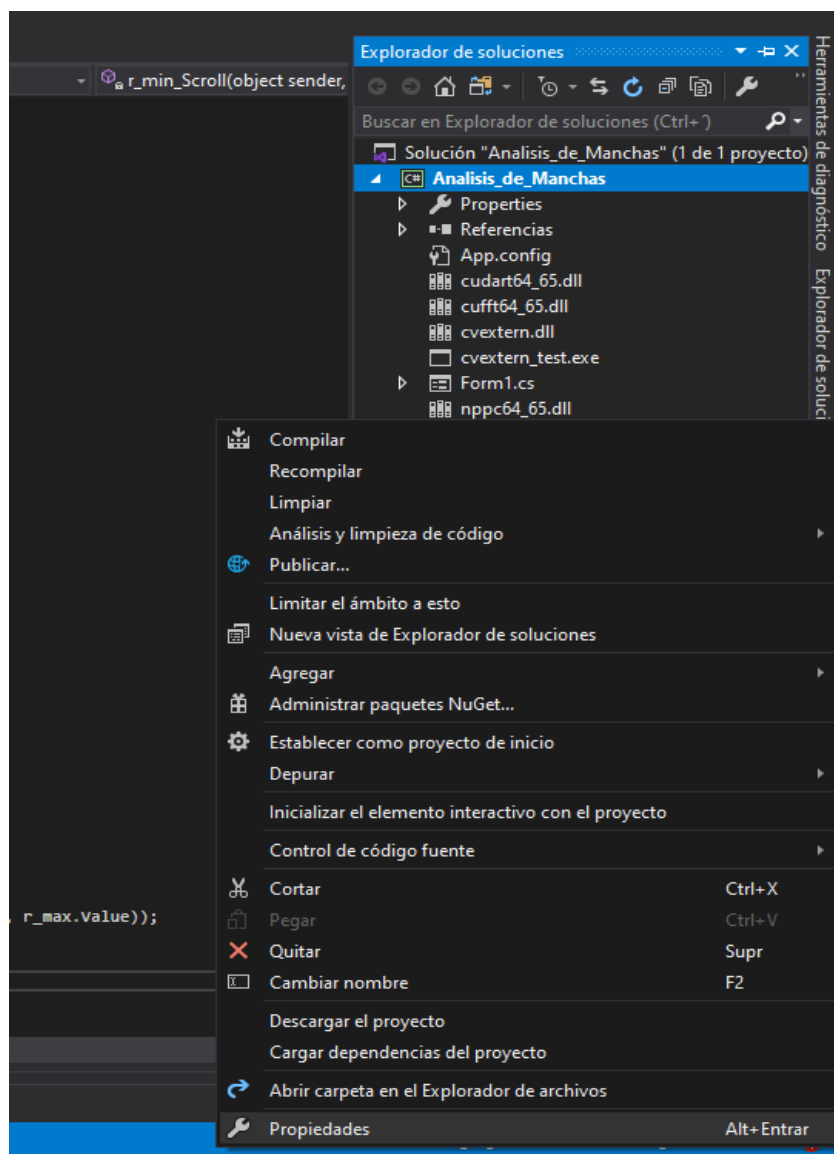 Explorador de soluciones
r_min_Scroll(object sender,
Buscar en Explorador de soluciones (Ctrl+´)
Solución "Analisis_de_Manchas" (1 de 1 proyecto)
Analisis_de_Manchas
Properties
Referencias
App.config
cudart64_65.dll
cufft64_65.dll
cvextern.dll
cvextern_test.exe
Form1.cs
nppc64_65.dll
Herramientas de diagnóstico
Explorador de soluci
Compilar
Recompilar
Limpiar
Análisis y limpieza de código
Publicar...
Limitar el ámbito a esto
Nueva vista de Explorador de soluciones
Agregar
Administrar paquetes NuGet...
Establecer como proyecto de inicio
Depurar
Inicializar el elemento interactivo con el proyecto
Control de código fuente
Cortar Ctrl+X
, r_max.Value));
Pegar Ctrl+V
Quitar Supr
Cambiar nombre F2
Descargar el proyecto
Cargar dependencias del proyecto
Abrir carpeta en el Explorador de archivos
Propiedades Alt+Entrar